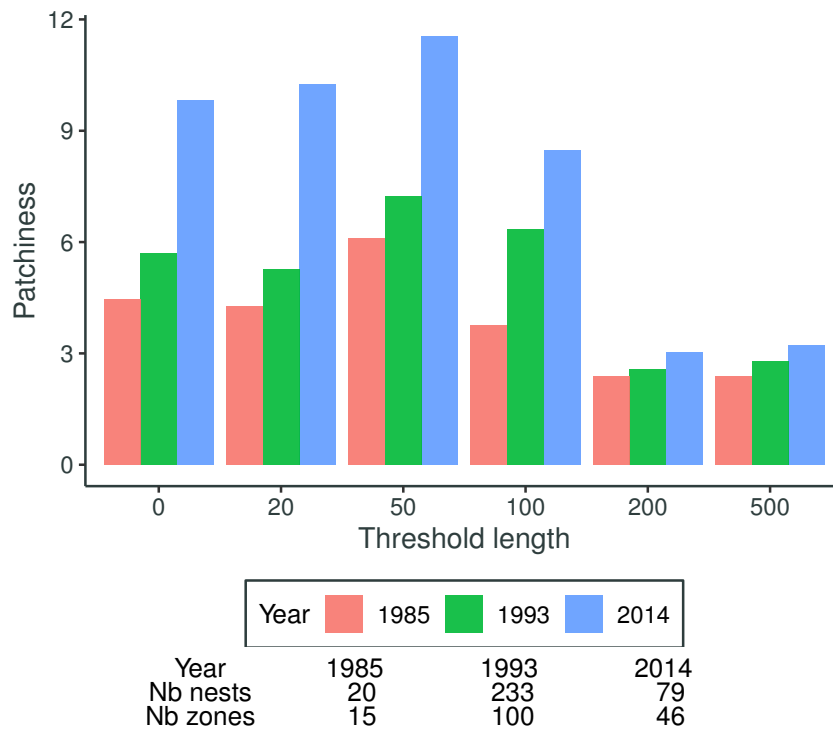 12
9
6
3
0
Patchiness
0 20 50 100 200 500
Threshold length
Year 1985 1993 2014
Year 1985 1993 2014
Nb nests 20 233 79
Nb zones 15 100 46